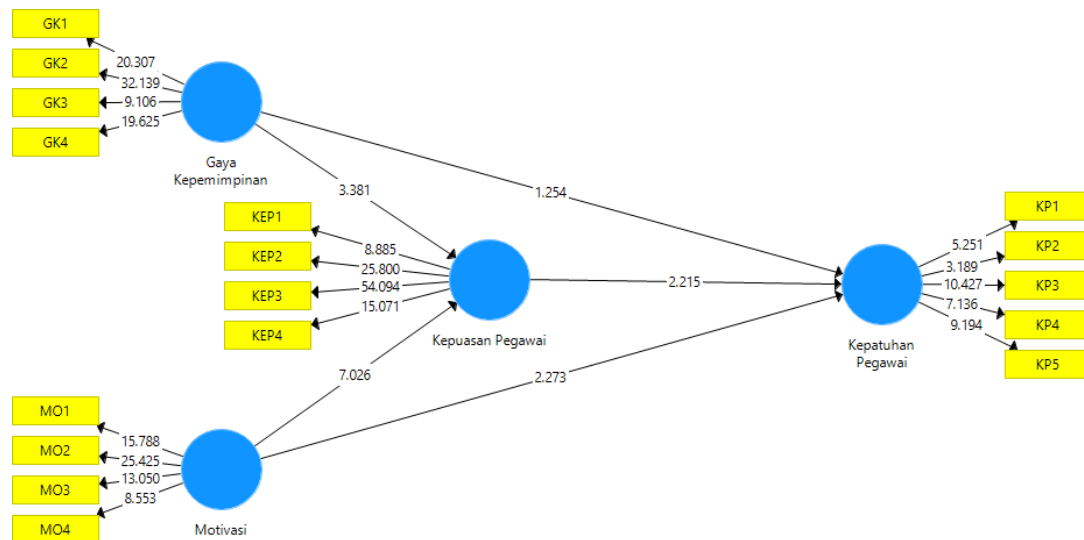 GK1
20.307
GK2
32.139
GK3
9.106
GK4
19.625
Gaya
Kepemimpinan
3.381
1.254
KEP1
8.885
KEP2
25.800
KEP3
54.094
KEP4
15.071
Kepuasan Pegawai
2.215
KP1
5.251
KP2
3.189
KP3
10.427
KP4
7.136
KP5
9.194
Kepatuhan
Pegawai
7.026
2.273
MO1
15.788
MO2
25.425
MO3
13.050
MO4
8.553
Motivasi